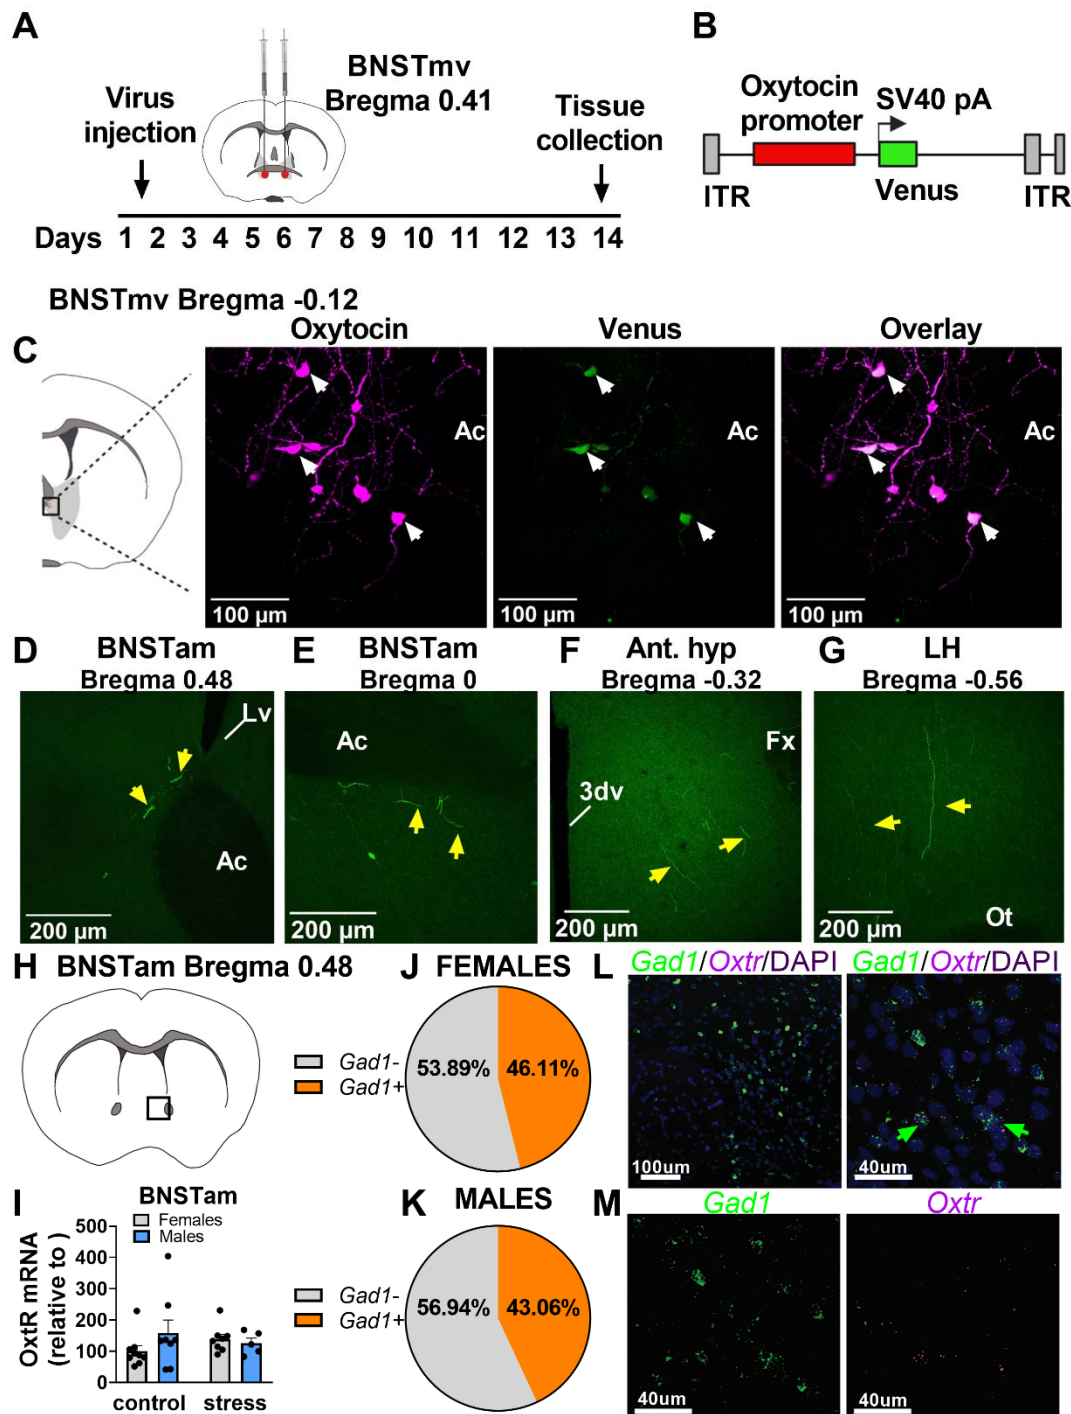 A
BNSTmv
Bregma 0.41
Virus
injection
Tissue
collection
Days 1 2 3 4 5 6 7 8 9 10 11 12 13 14
B
Oxytocin
promoter
SV40 pA
ITR
Venus
ITR
BNSTmv Bregma -0.12
C
Oxytocin
Venus
Overlay
Ac
Ac
Ac
100 µm
100 µm
100 µm
D
BNSTam
Bregma 0.48
Lv
Ac
200 µm
E
BNSTam
Bregma 0
Ac
200 µm
F
Ant. hyp
Bregma -0.32
Fx
3dv
200 µm
G
LH
Bregma -0.56
Ot
200 µm
H BNSTam Bregma 0.48
I
BNSTam
Females
Males
OxtR mRNA
(relative to )
500
400
300
200
100
0
control stress
J FEMALES
Gad1-
Gad1+
53.89%
46.11%
K MALES
Gad1-
Gad1+
56.94%
43.06%
L
Gad1/Oxtr/DAPI
Gad1/Oxtr/DAPI
100um
40um
M
Gad1
Oxtr
40um
40um